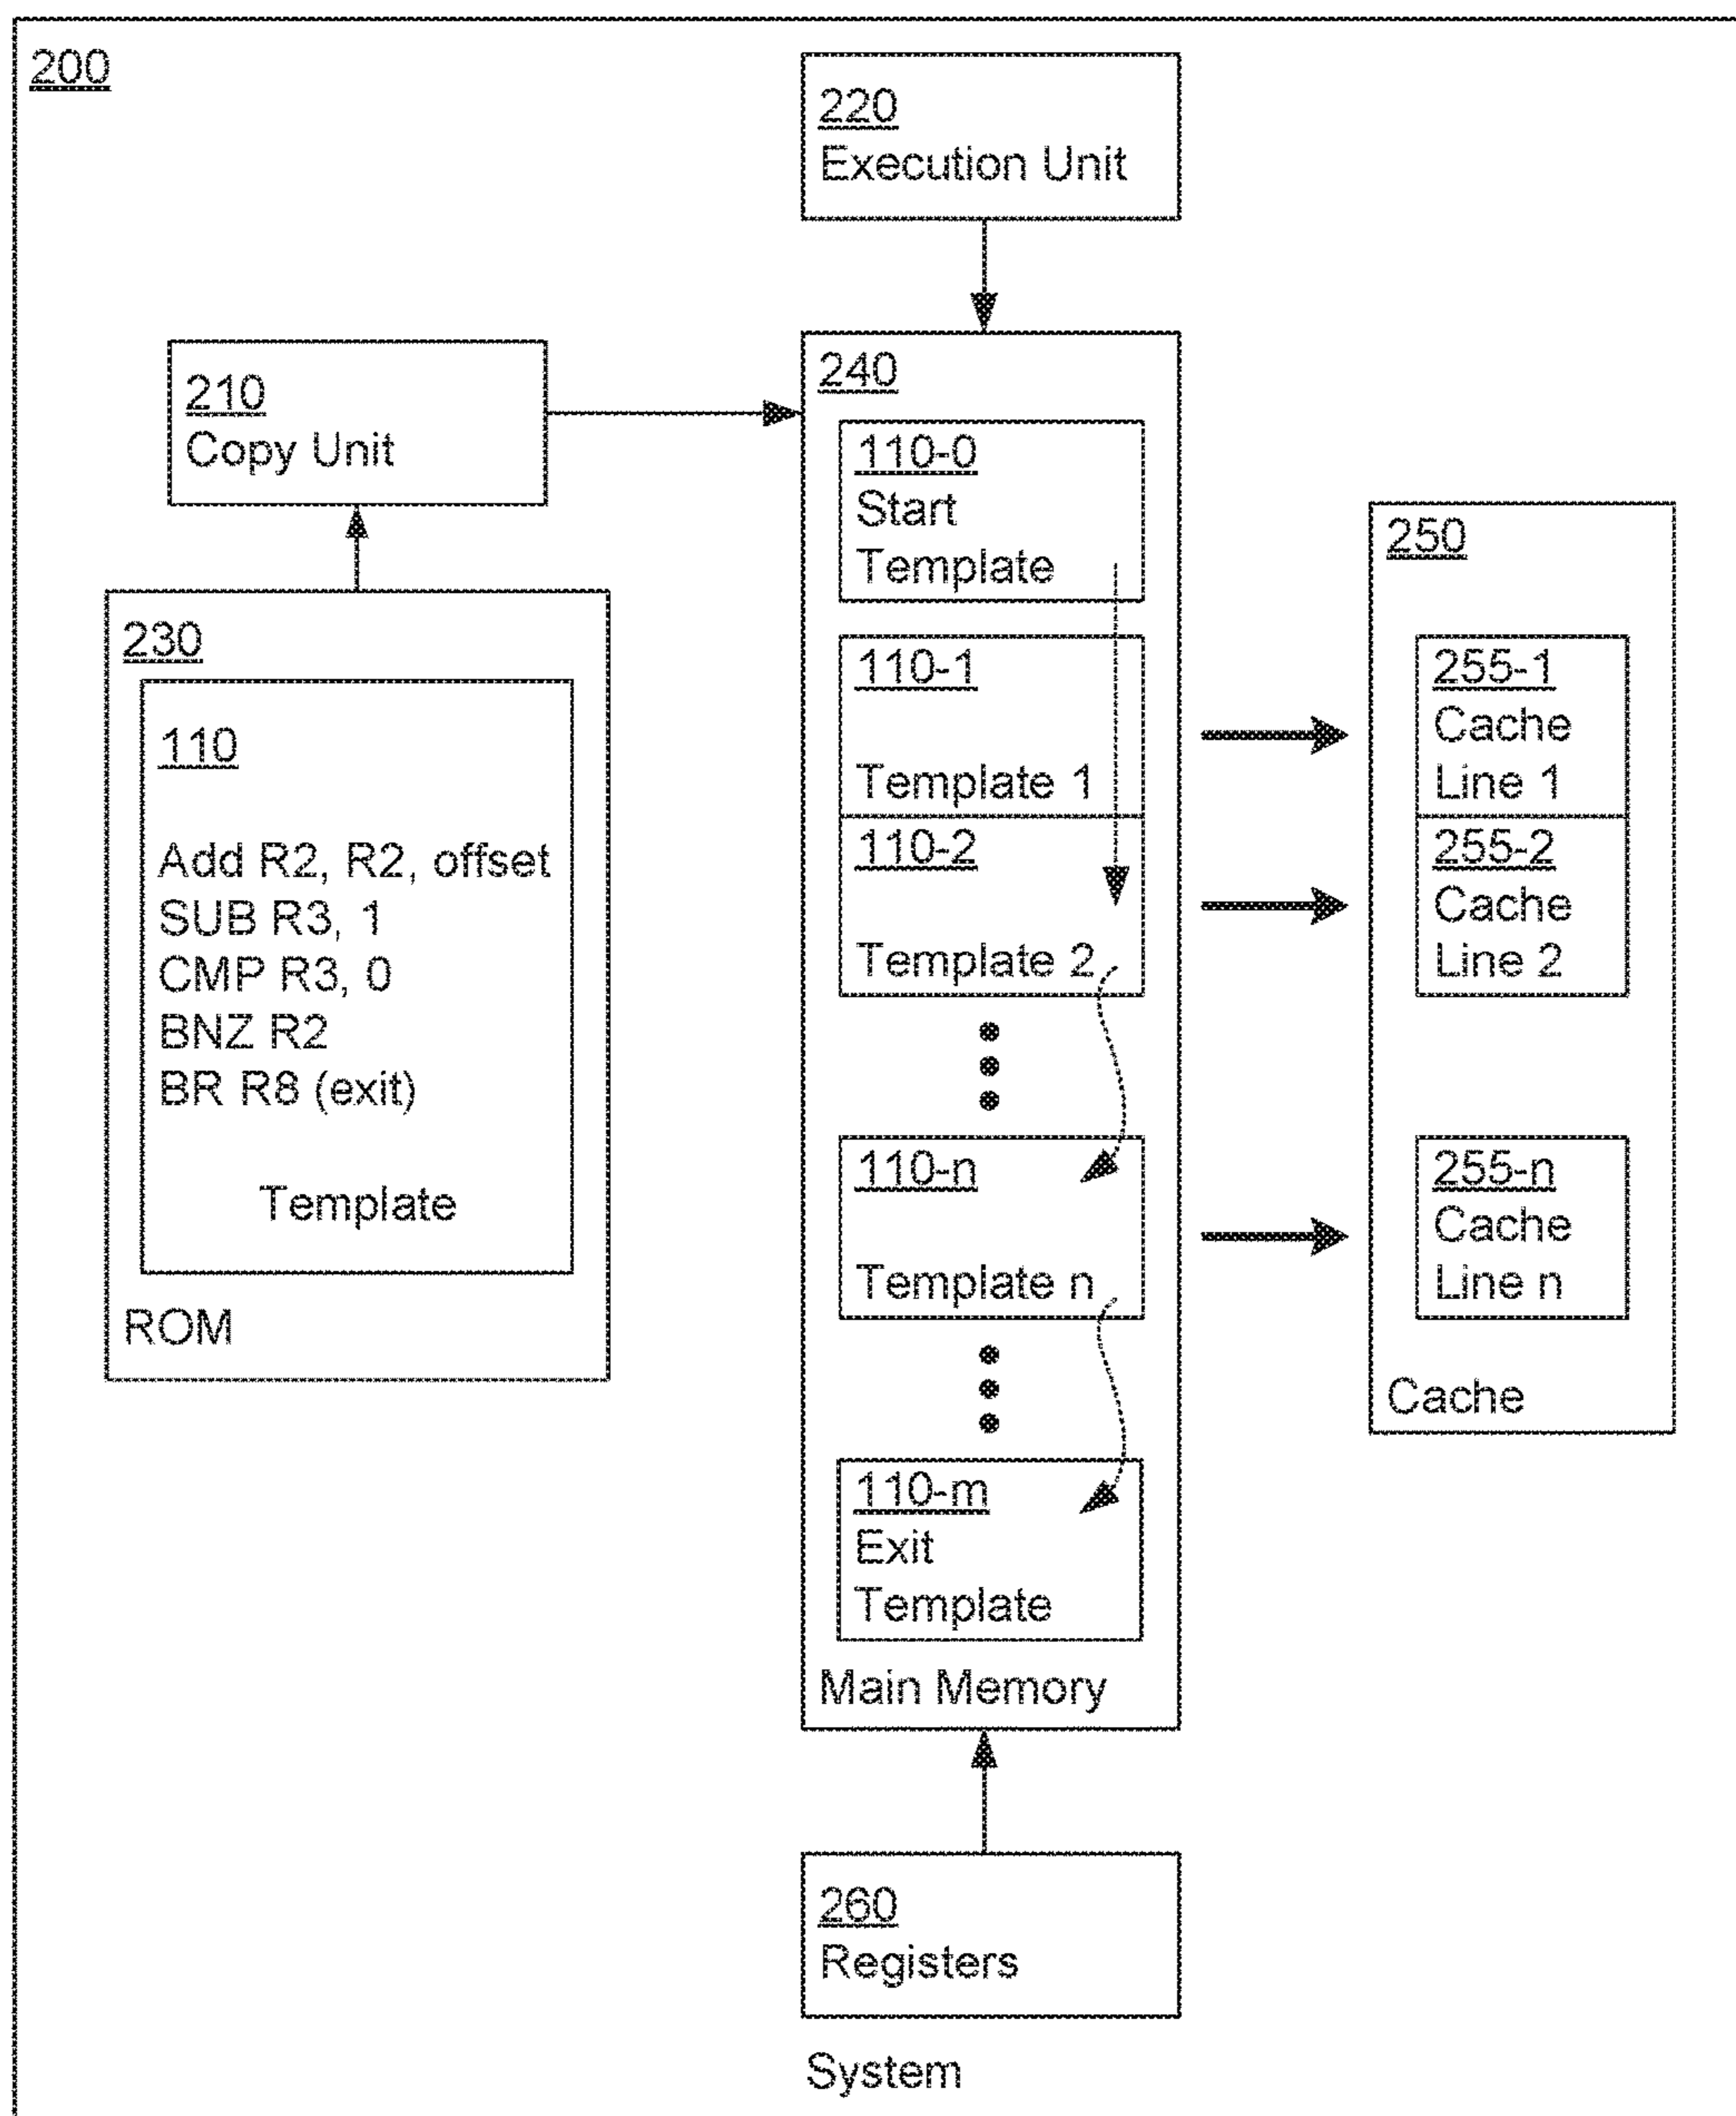 200
220
Execution Unit
210
Copy Unit
230
110
Add R2, R2, offset
SUB R3, 1
CMP R3, 0
BNZ R2
BR R8 (exit)
Template
ROM
240
110-0
Start
Template
110-1
Template 1
110-2
Template 2
110-n
Template n
110-m
Exit
Template
Main Memory
250
255-1
Cache
Line 1
255-2
Cache
Line 2
255-n
Cache
Line n
Cache
260
Registers
System